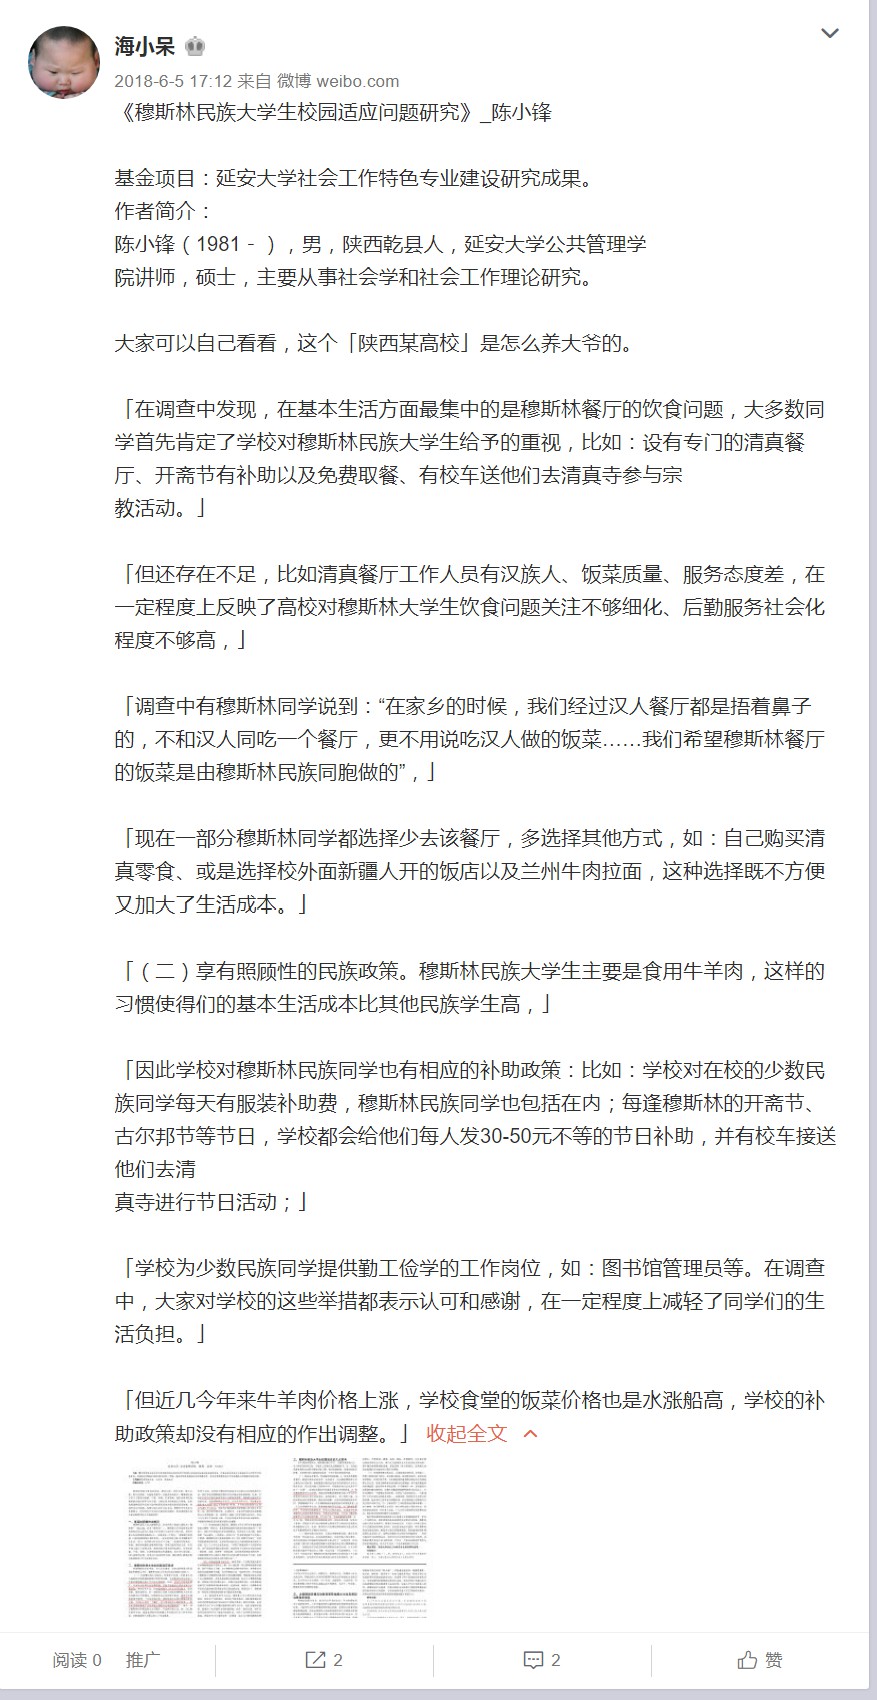 海小呆
2018-6-5 17:12 来自 微博 weibo.com
《穆斯林民族大学生校园适应问题研究》_陈小锋
基金项目：延安大学社会工作特色专业建设研究成果。
作者简介：
陈小锋（1981－ ），男，陕西乾县人，延安大学公共管理学
院讲师，硕士，主要从事社会学和社会工作理论研究。
大家可以自己看看，这个「陕西某高校」是怎么养大爷的。
「在调查中发现，在基本生活方面最集中的是穆斯林餐厅的饮食问题，大多数同
学首先肯定了学校对穆斯林民族大学生给予的重视，比如：设有专门的清真餐
厅、开斋节有补助以及免费取餐、有校车送他们去清真寺参与宗
教活动。」
「但还存在不足，比如清真餐厅工作人员有汉族人、饭菜质量、服务态度差，在
一定程度上反映了高校对穆斯林大学生饮食问题关注不够细化、后勤服务社会化
程度不够高，」
「调查中有穆斯林同学说到：“在家乡的时候，我们经过汉人餐厅都是捂着鼻子
的，不和汉人同吃一个餐厅，更不用说吃汉人做的饭菜……我们希望穆斯林餐厅
的饭菜是由穆斯林民族同胞做的”，」
「现在一部分穆斯林同学都选择少去该餐厅，多选择其他方式，如：自己购买清
真零食、或是选择校外面新疆人开的饭店以及兰州牛肉拉面，这种选择既不方便
又加大了生活成本。」
「（二）享有照顾性的民族政策。穆斯林民族大学生主要是食用牛羊肉，这样的
习惯使得们的基本生活成本比其他民族学生高，」
「因此学校对穆斯林民族同学也有相应的补助政策：比如：学校对在校的少数民
族同学每天有服装补助费，穆斯林民族同学也包括在内；每逢穆斯林的开斋节、
古尔邦节等节日，学校都会给他们每人发30-50元不等的节日补助，并有校车接送
他们去清
真寺进行节日活动；」
「学校为少数民族同学提供勤工俭学的工作岗位，如：图书馆管理员等。在调查
中，大家对学校的这些举措都表示认可和感谢，在一定程度上减轻了同学们的生
活负担。」
「但近几今年来牛羊肉价格上涨，学校食堂的饭菜价格也是水涨船高，学校的补
助政策却没有相应的作出调整。」 收起全文
阅读 0 推广 2 2 赞